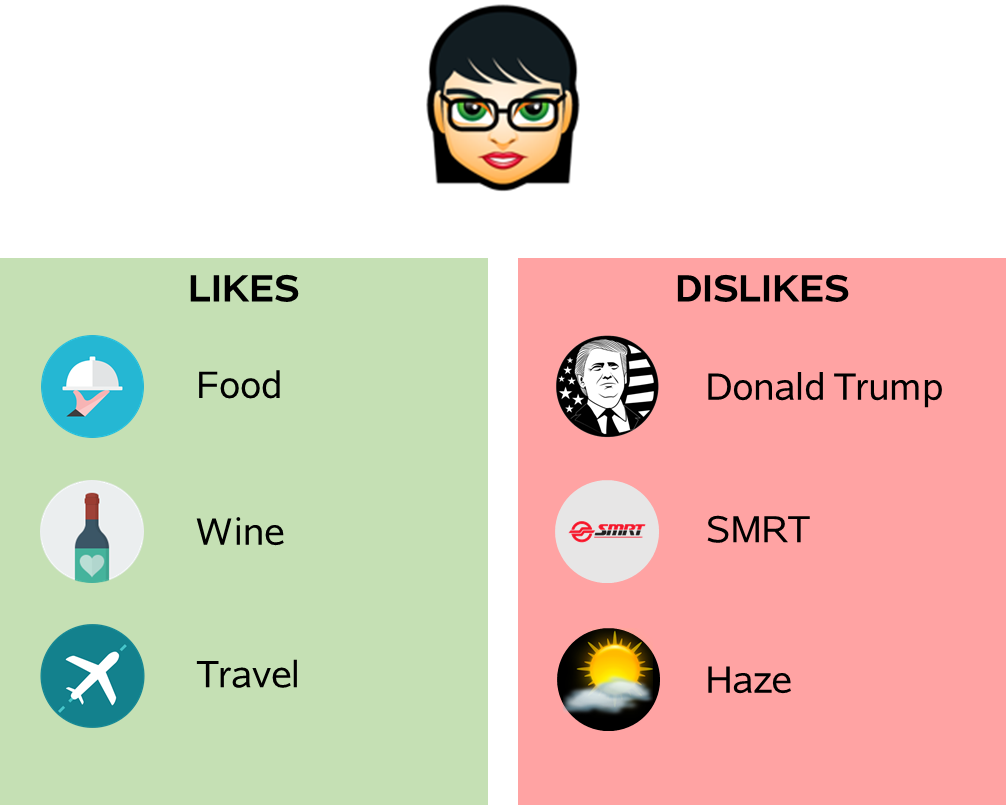 LIKES
Food
Wine
Travel
DISLIKES
Donald Trump
SMRT
SMRT
Haze